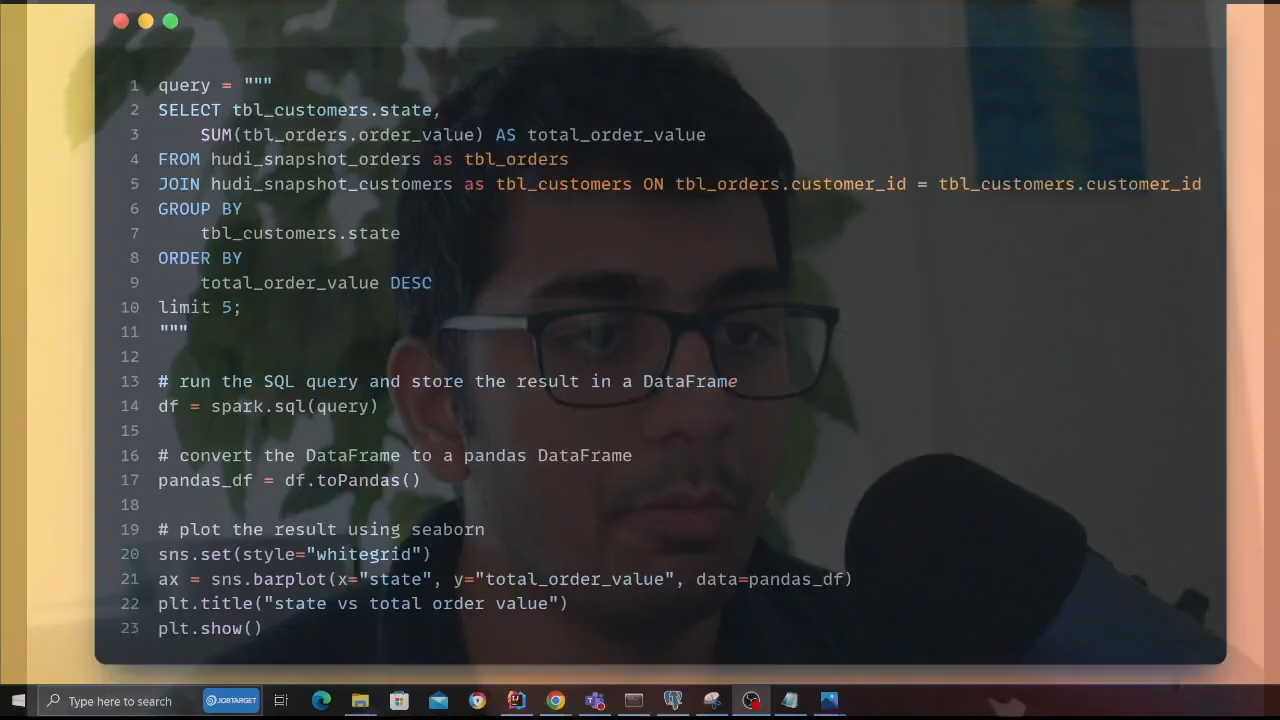 1 query = """
2 SELECT tbl_customers.state,
3 SUM(tbl_orders.order_value) AS total_order_value
4 FROM hudi_snapshot_orders as tbl_orders
5 JOIN hudi_snapshot_customers as tbl_customers ON tbl_orders.customer_id = tbl_customers.customer_id
6 GROUP BY
7 tbl_customers.state
8 ORDER BY
9 total_order_value DESC
10 limit 5;
11 """
12
13 # run the SQL query and store the result in a DataFrame
14 df = spark.sql(query)
15
16 # convert the DataFrame to a pandas DataFrame
17 pandas_df = df.toPandas()
18
19 # plot the result using seaborn
20 sns.set(style="whitegrid")
21 ax = sns.barplot(x="state", y="total_order_value", data=pandas_df)
22 plt.title("state vs total order value")
23 plt.show()
Type here to search JOBTARGET